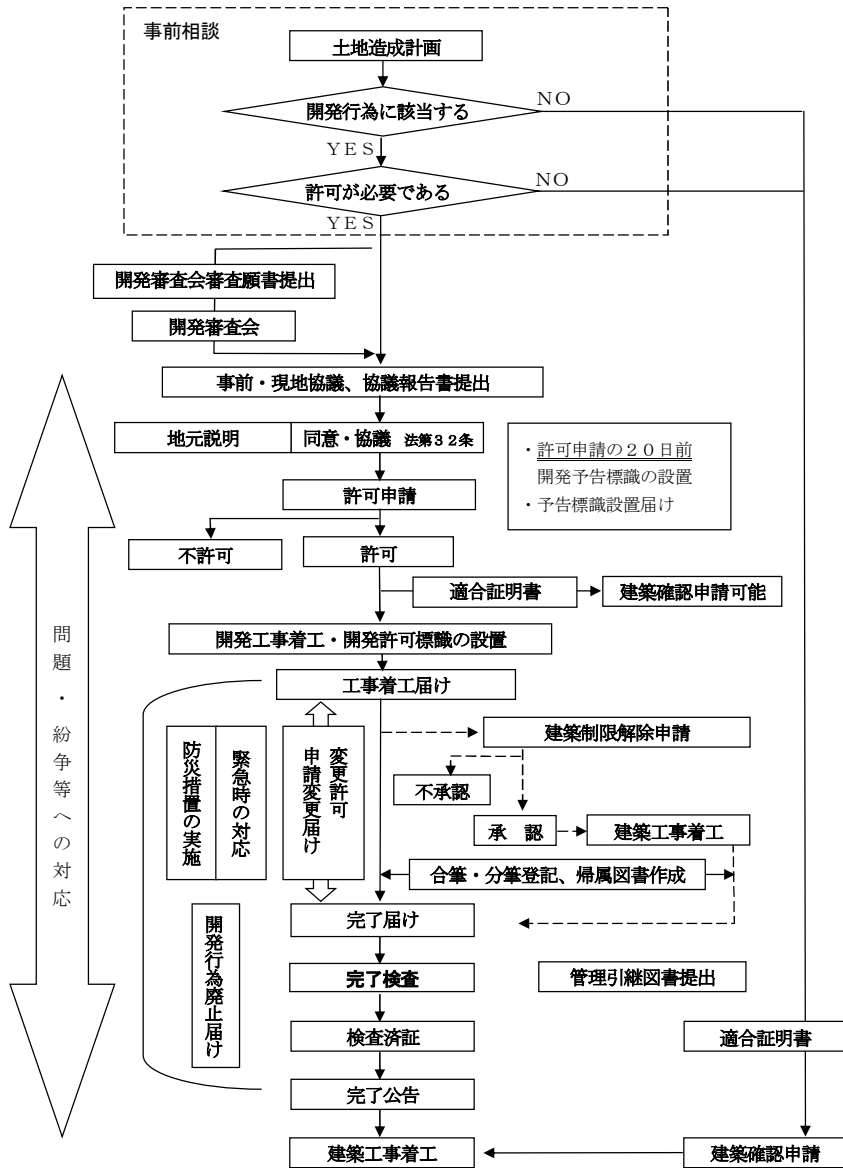 事前相談
土地造成計画
開発行為に該当する
NO
YES
許可が必要である
NO
YES
開発審査会審査願書提出
開発審査会
事前・現地協議、協議報告書提出
地元説明
同意・協議 法第32条
・許可申請の20日前
開発予告標識の設置
・予告標識設置届け
許可申請
不許可
許可
適合証明書
建築確認申請可能
開発工事着工・開発許可標識の設置
工事着工届け
問題・紛争等への対応
防災措置の実施
緊急時の対応
変更許可
申請変更届け
建築制限解除申請
不承認
承 認
建築工事着工
合筆・分筆登記、帰属図書作成
完了届け
開発行為廃止届け
完了検査
管理引継図書提出
検査済証
適合証明書
完了公告
建築工事着工
建築確認申請